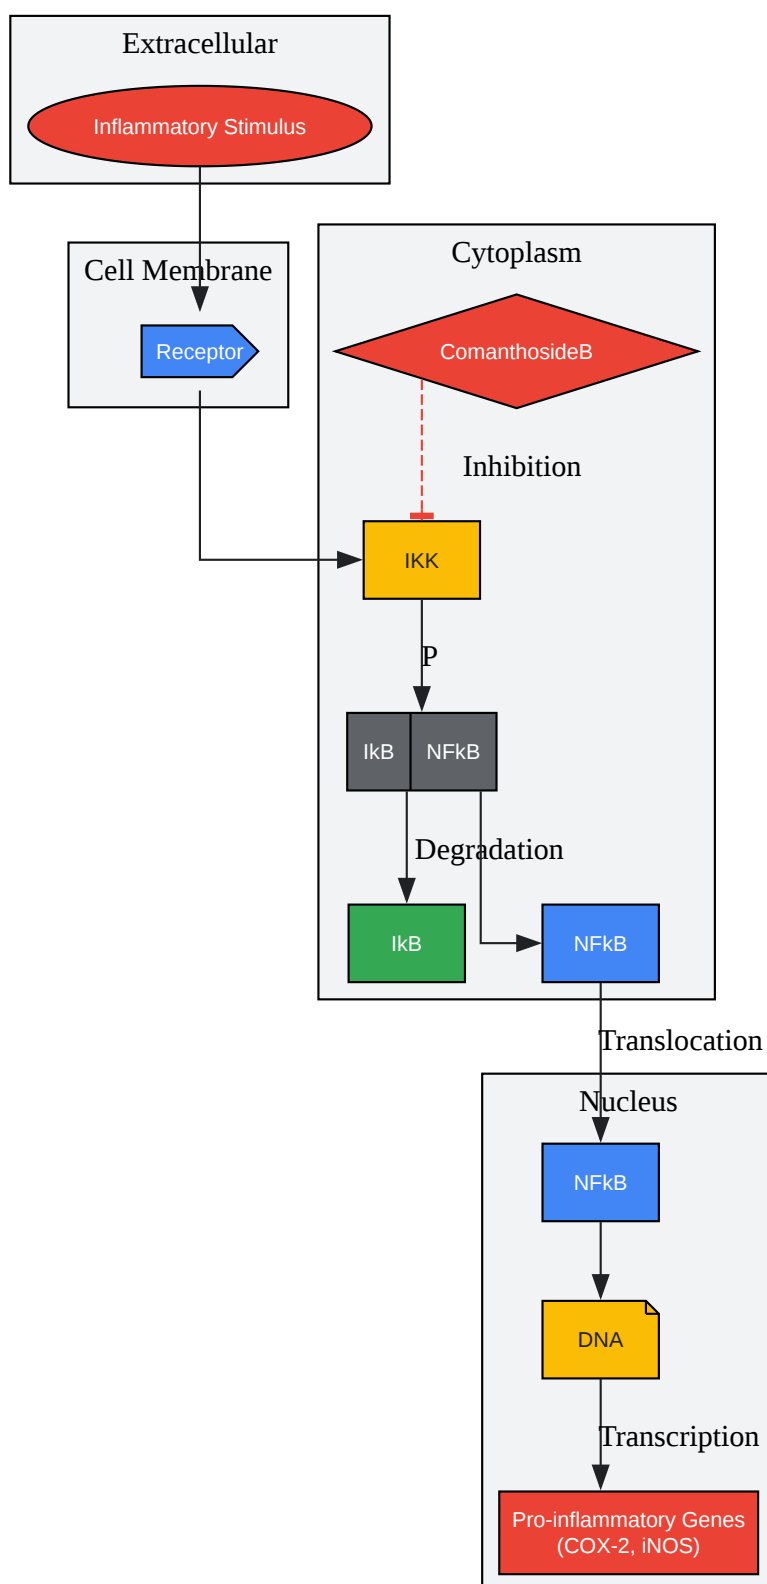 Extracellular
Inflammatory Stimulus
Cell Membrane
Receptor
Cytoplasm
ComanthosideB
Inhibition
IKK
P
IkB
NFkB
Degradation
IkB
NFkB
Translocation
Nucleus
NFkB
DNA
Transcription
Pro-inflammatory Genes
(COX-2, iNOS)